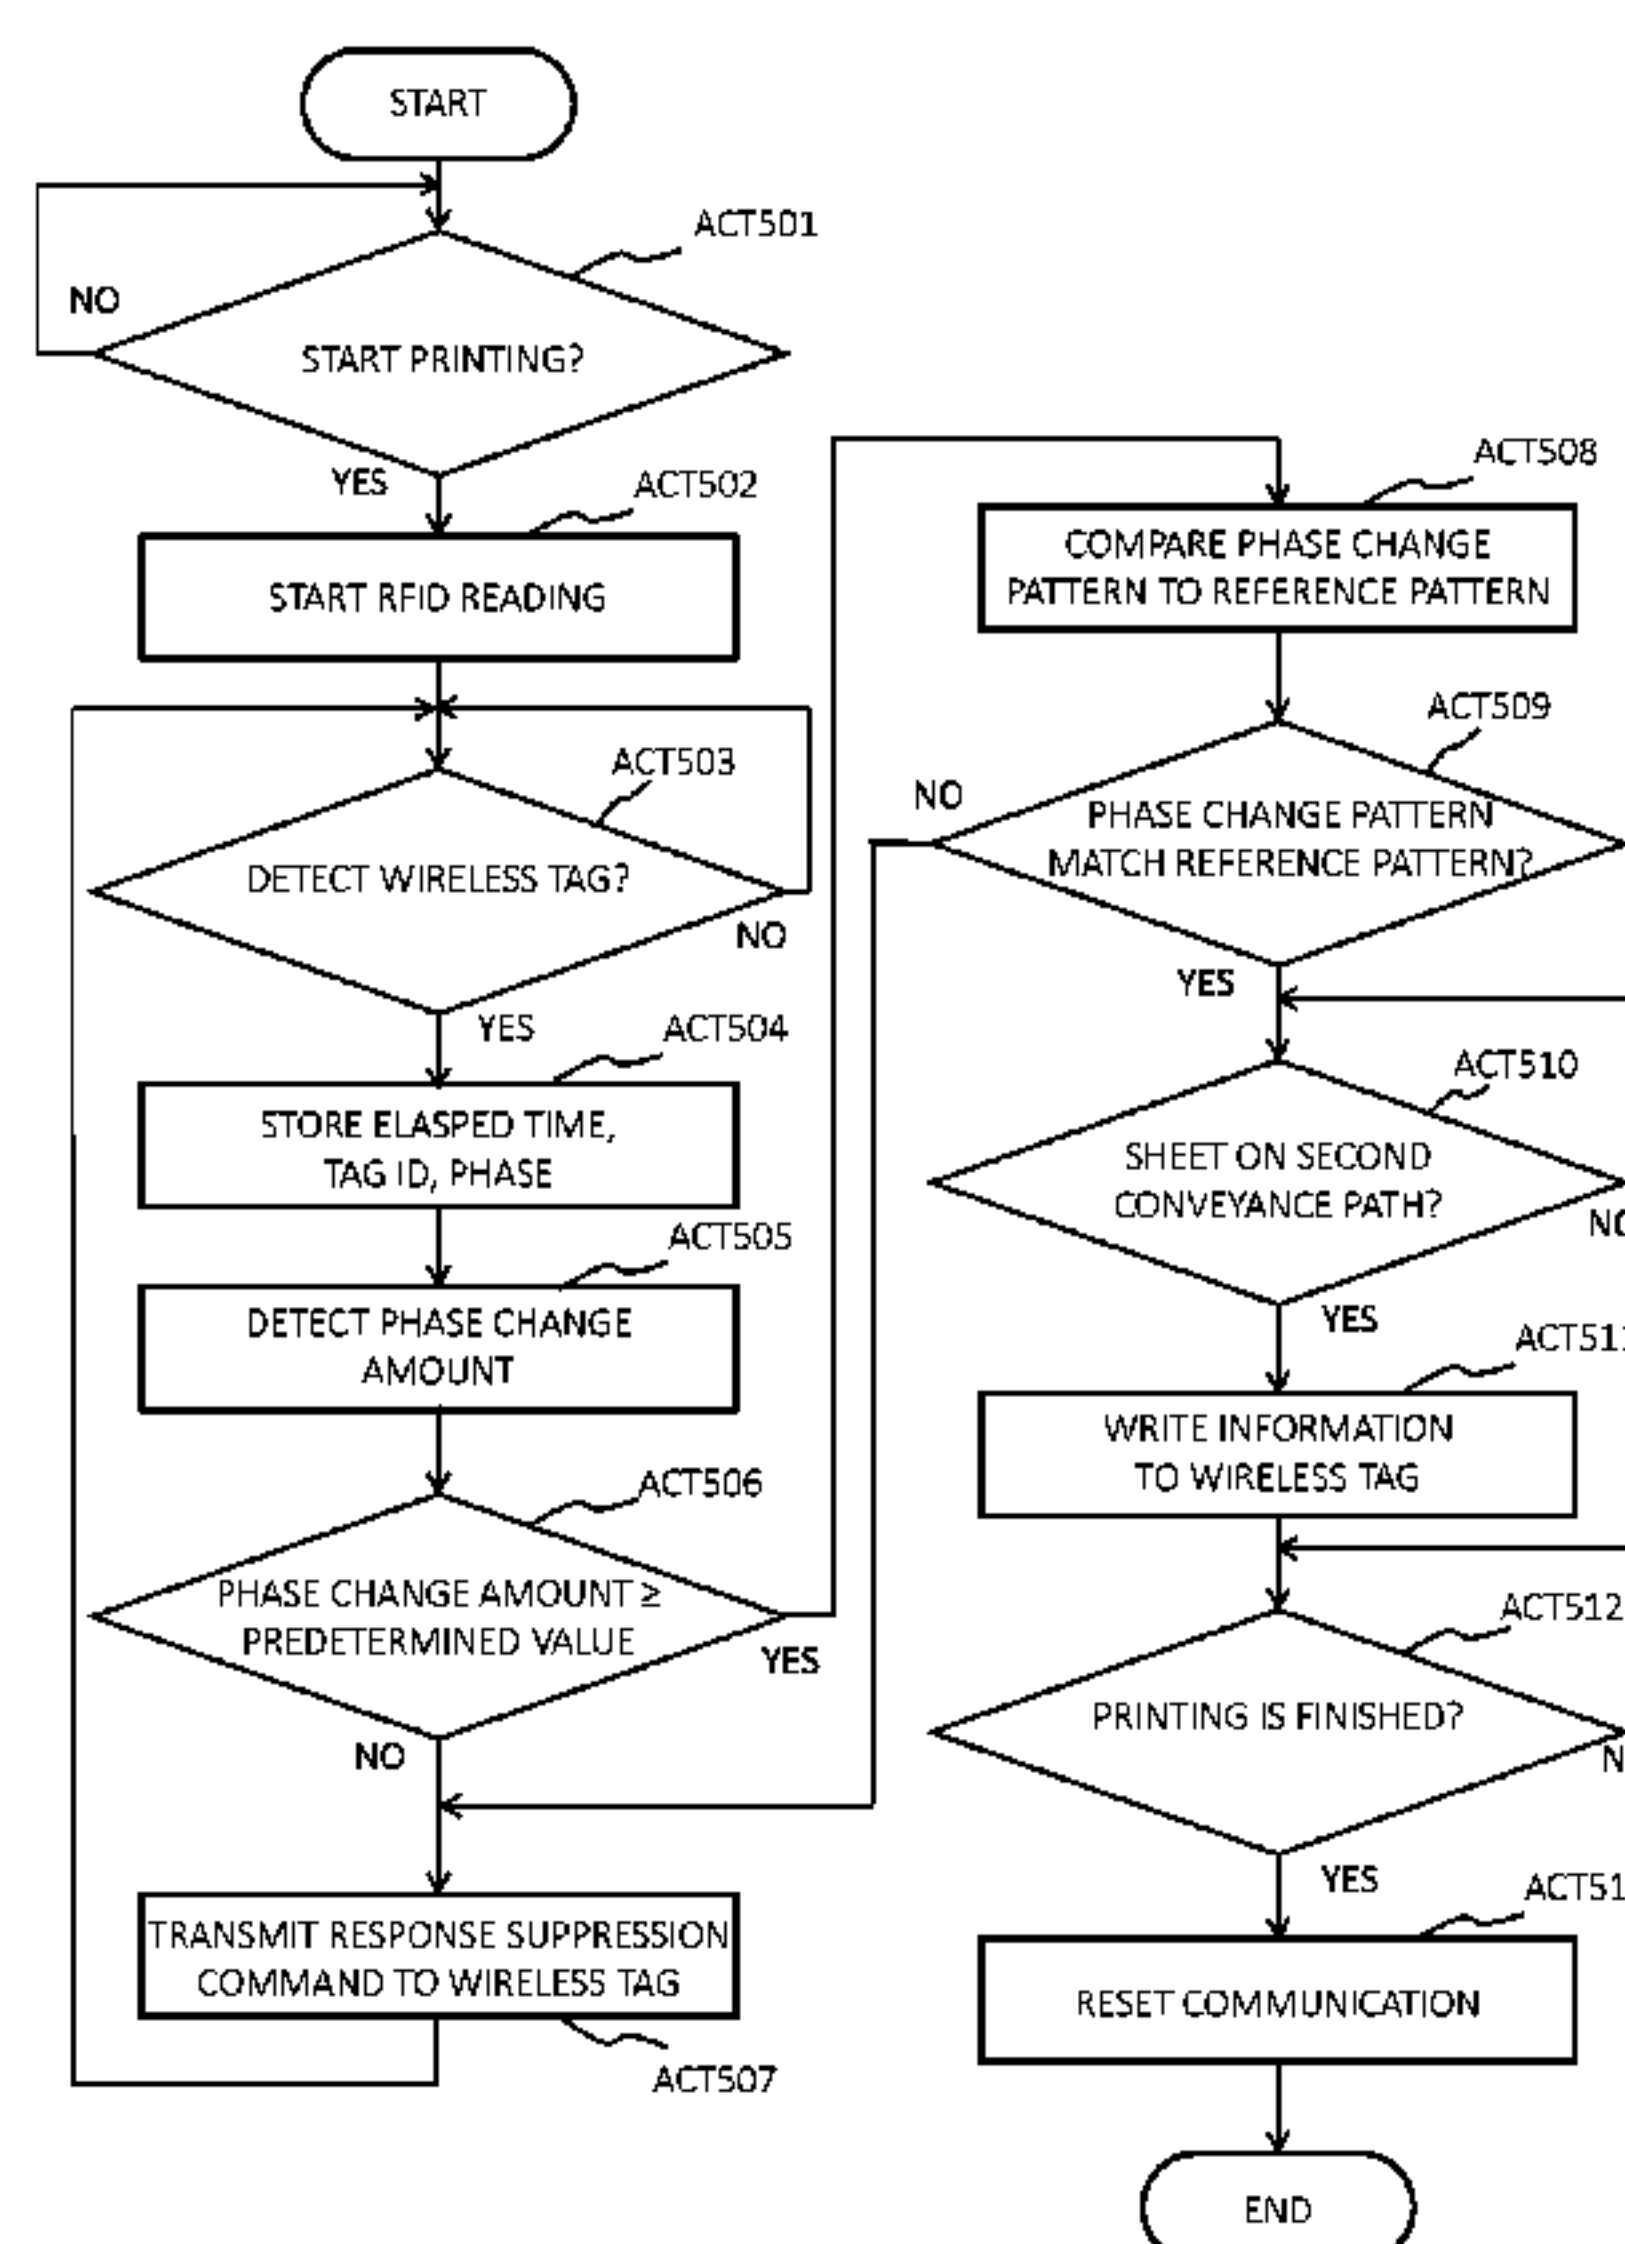 START
ACT501
NO
START PRINTING?
YES
ACT502
START RFID READING
ACT503
DETECT WIRELESS TAG?
NO
YES
ACT504
STORE ELASPED TIME,
TAG ID, PHASE
ACT505
DETECT PHASE CHANGE
AMOUNT
ACT506
PHASE CHANGE AMOUNT ≥
PREDETERMINED VALUE
YES
NO
TRANSMIT RESPONSE SUPPRESSION
COMMAND TO WIRELESS TAG
ACT507
ACT508
COMPARE PHASE CHANGE
PATTERN TO REFERENCE PATTERN
ACT509
NO
PHASE CHANGE PATTERN
MATCH REFERENCE PATTERN?
YES
ACT510
SHEET ON SECOND
CONVEYANCE PATH?
NO
YES
ACT511
WRITE INFORMATION
TO WIRELESS TAG
ACT512
PRINTING IS FINISHED?
N
YES
ACT51
RESET COMMUNICATION
END